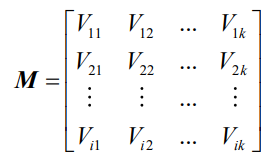 V₁₁ V₁₂ ... V₁ₖ
V₂₁ V₂₂ ... V₂ₖ
M = ⋮ ⋮ ... ⋮
Vᵢ₁ Vᵢ₂ ... Vᵢₖ